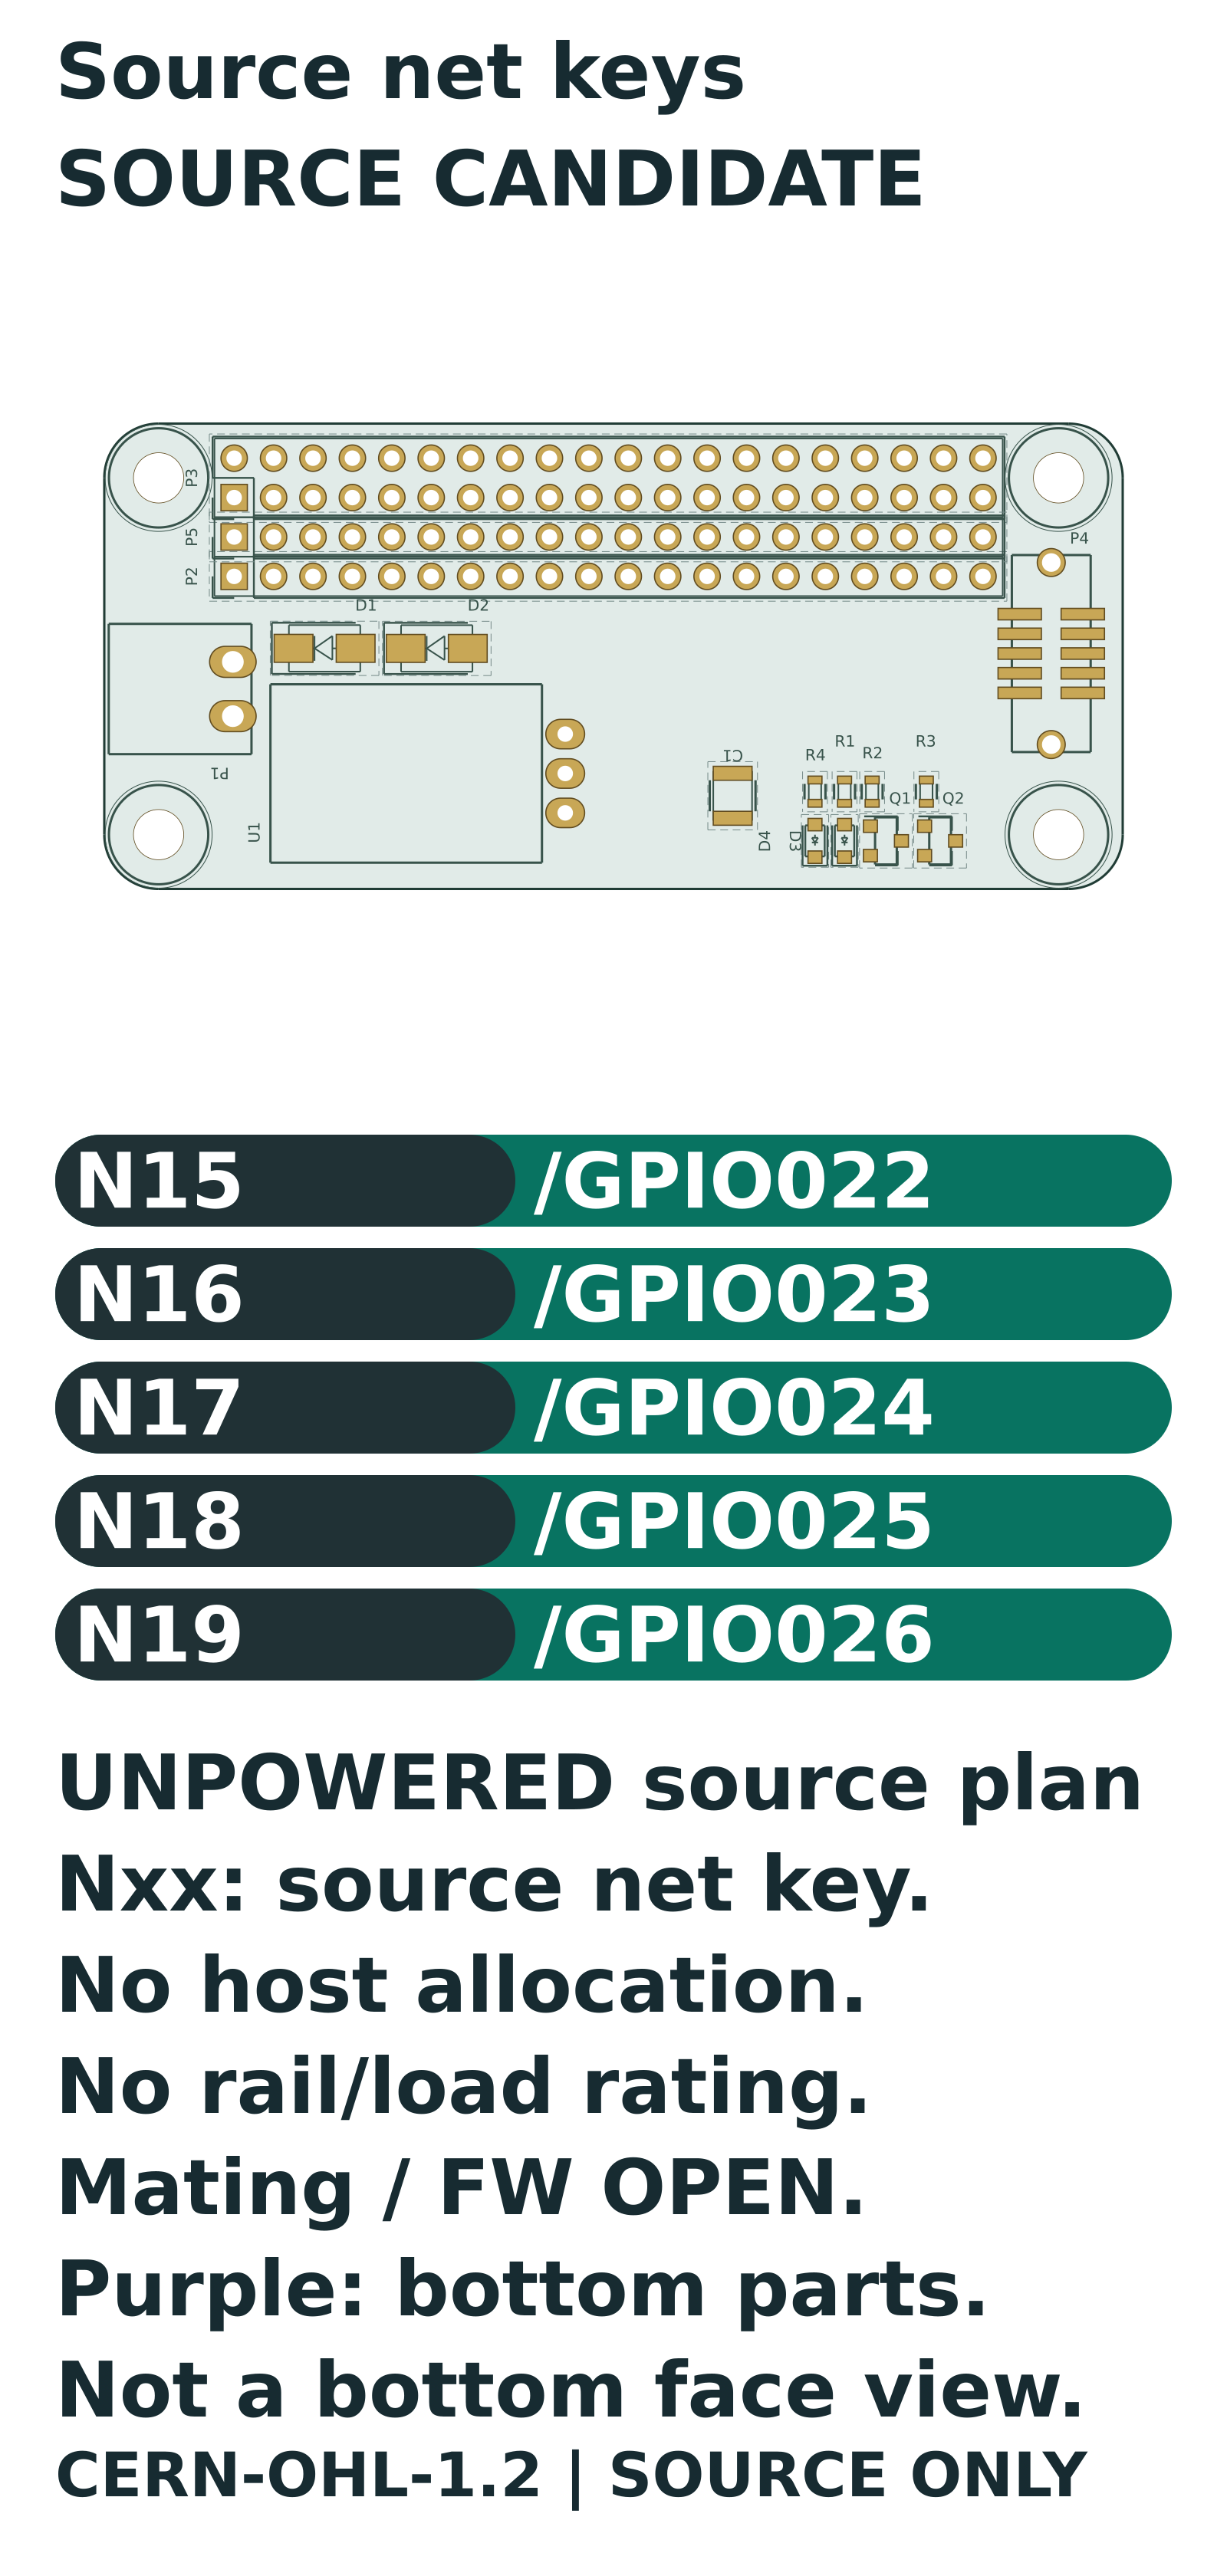 Source net keys
SOURCE CANDIDATE
P3
P5
P4
P2
D1 D2
R1 R3
C1 R4 R2
P1
Q1 Q2
U1 D4 D3
N15 /GPIO022
N16 /GPIO023
N17 /GPIO024
N18 /GPIO025
N19 /GPIO026
UNPOWERED source plan
Nxx: source net key.
No host allocation.
No rail/load rating.
Mating / FW OPEN.
Purple: bottom parts.
Not a bottom face view.
CERN-OHL-1.2 | SOURCE ONLY